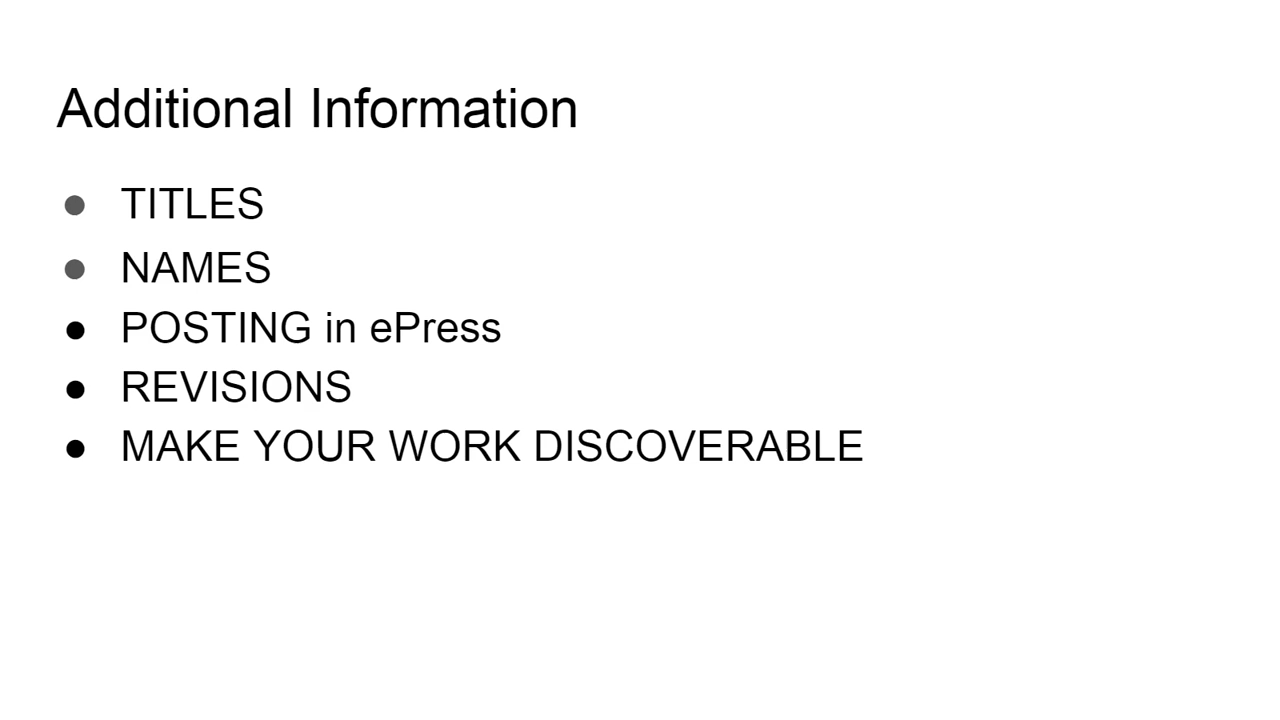 Additional Information
● TITLES
● NAMES
● POSTING in ePress
● REVISIONS
● MAKE YOUR WORK DISCOVERABLE